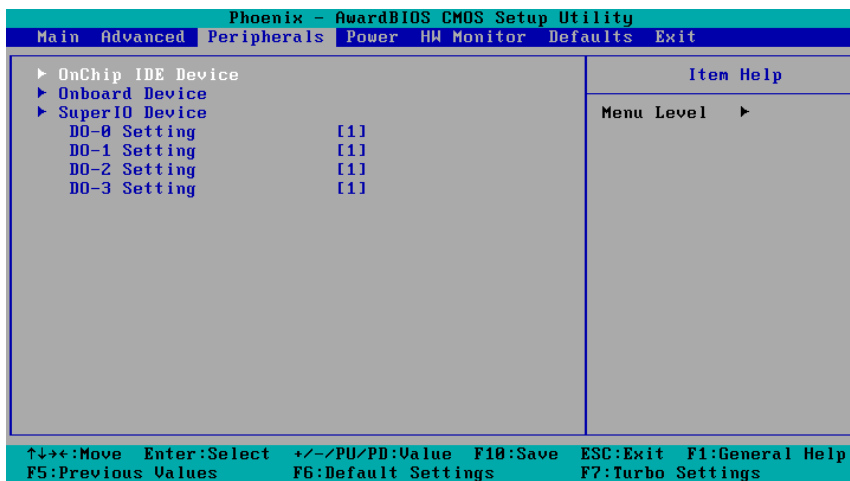 Phoenix - AwardBIOS CMOS Setup Utility
Main Advanced Peripherals Power HW Monitor Defaults Exit
▶ OnChip IDE Device
▶ Onboard Device
▶ SuperIO Device
DO-0 Setting [1]
DO-1 Setting [1]
DO-2 Setting [1]
DO-3 Setting [1]
Item Help
Menu Level ▶
↑↓→←:Move Enter:Select +/-/PU/PD:Value F10:Save ESC:Exit F1:General Help
F5:Previous Values F6:Default Settings F7:Turbo Settings